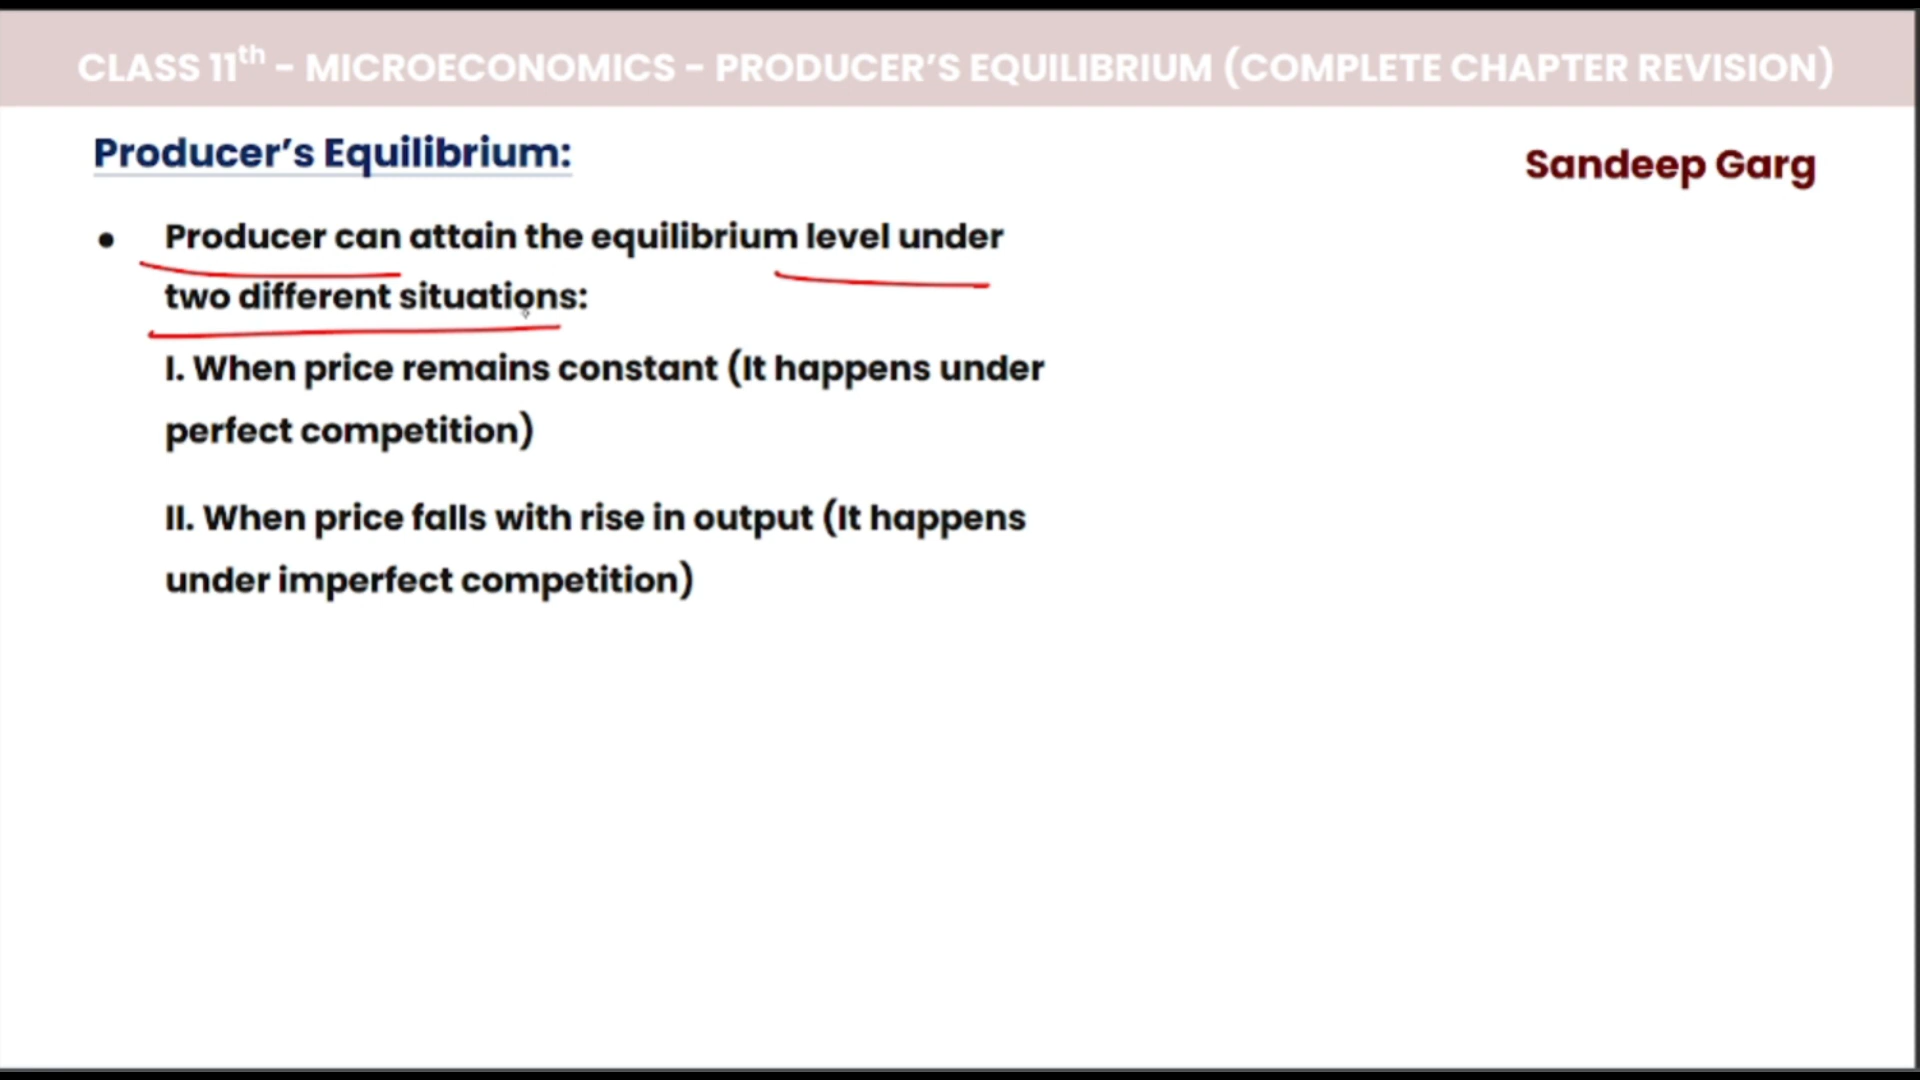 CLASS 11th - MICROECONOMICS - PRODUCER'S EQUILIBRIUM (COMPLETE CHAPTER REVISION)
Producer's Equilibrium:
Sandeep Garg
• Producer can attain the equilibrium level under
two different situations:
I. When price remains constant (It happens under
perfect competition)
II. When price falls with rise in output (It happens
under imperfect competition)